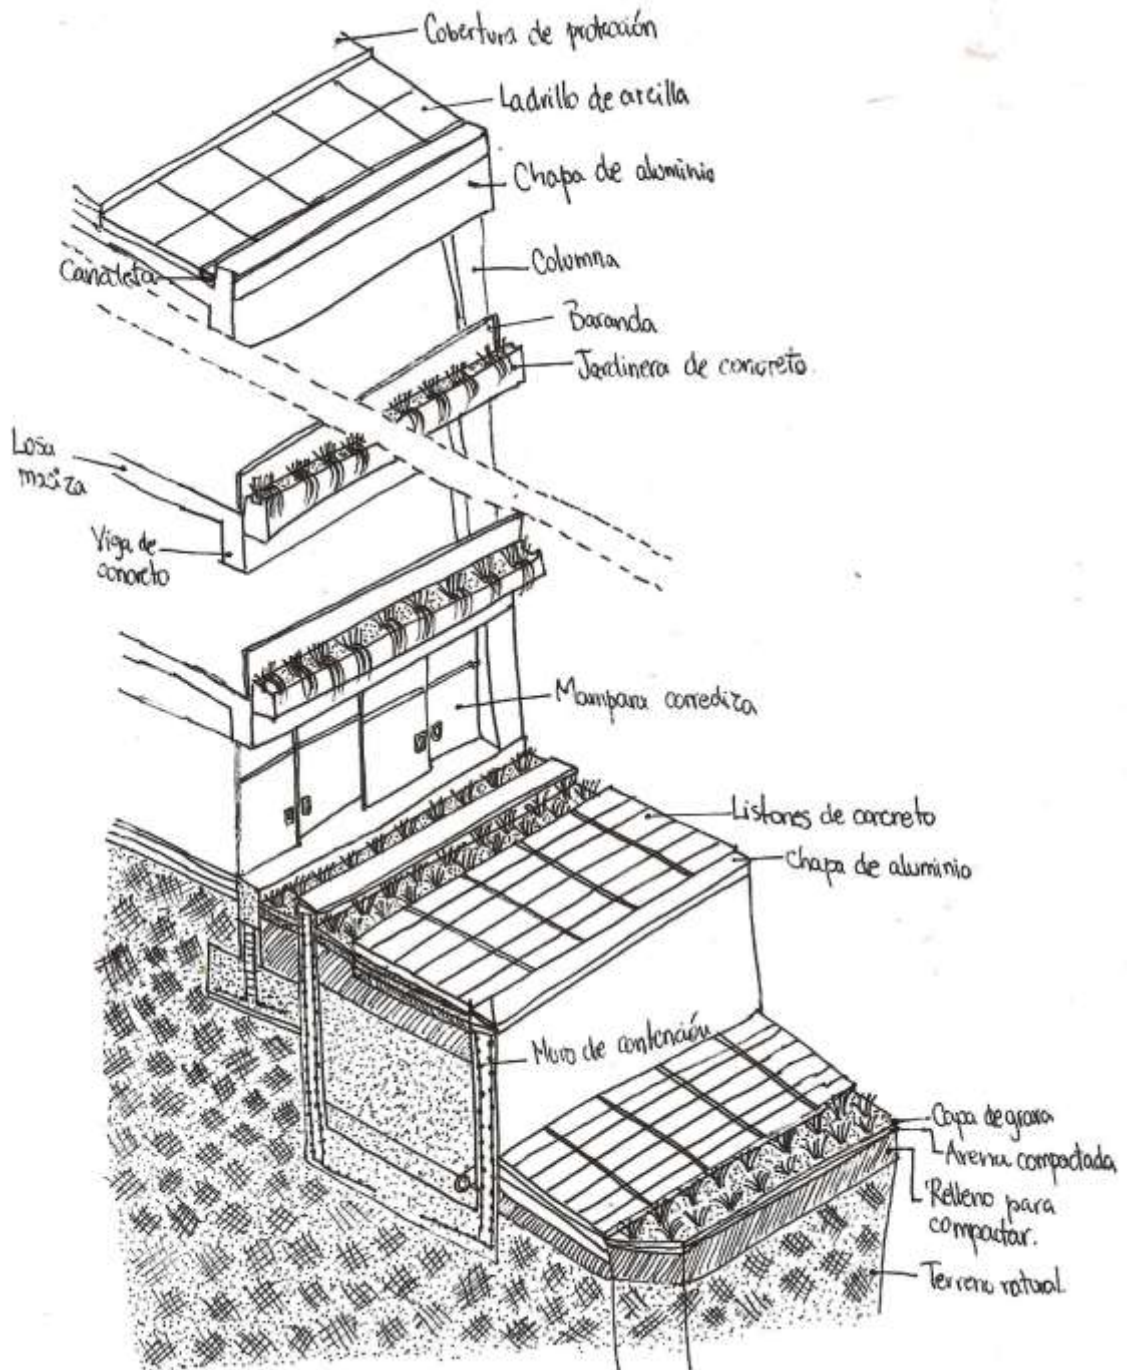 Cobertura de protección
Ladrillo de arcilla
Chapa de aluminio
Canaleta
Columna
Baranda
Jardinera de concreto.
Losa
maciza
Viga de
concreto
Mampara corrediza
Listones de concreto
Chapa de aluminio
Muro de contención
Capa de grava
Arena compactada
Relleno para
compactar.
Terreno natural.